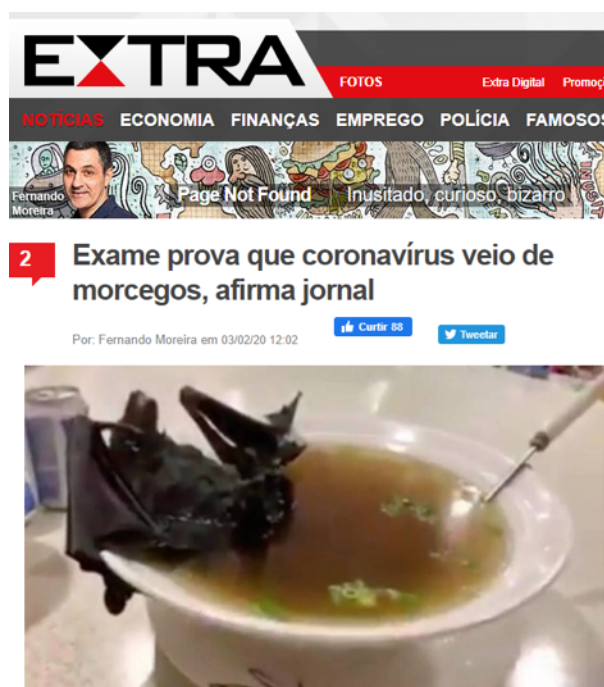 EXTRA
FOTOS
Extra Digital
NOTÍCIAS ECONOMIA FINANÇAS EMPREGO POLÍCIA FAMOSOS
Fernando
Moreira
Page Not Found
Inusitado, curioso, bizarro
2
Exame prova que coronavírus veio de
morcegos, afirma jornal
Por: Fernando Moreira em 03/02/20 12:02
Curtir 88
Tweetar